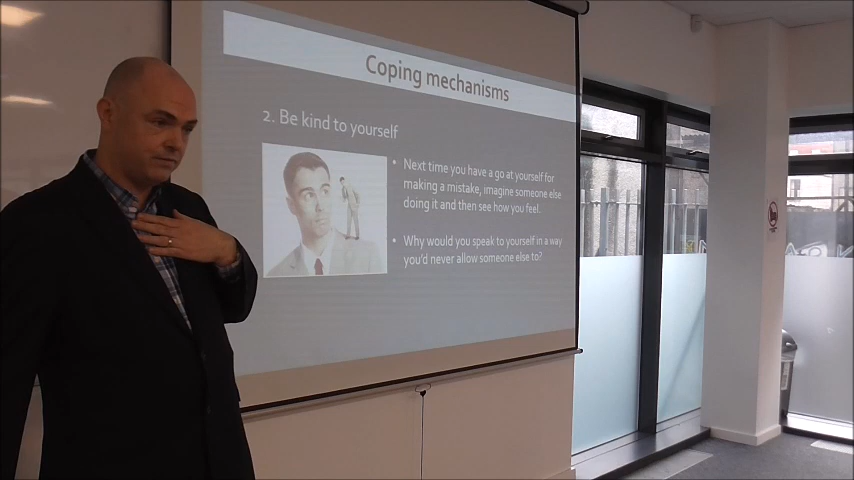 Coping mechanisms
2. Be kind to yourself
• Next time you have a go at yourself for
making a mistake, imagine someone else
doing it and then see how you feel.
• Why would you speak to yourself in a way
you'd never allow someone else to?